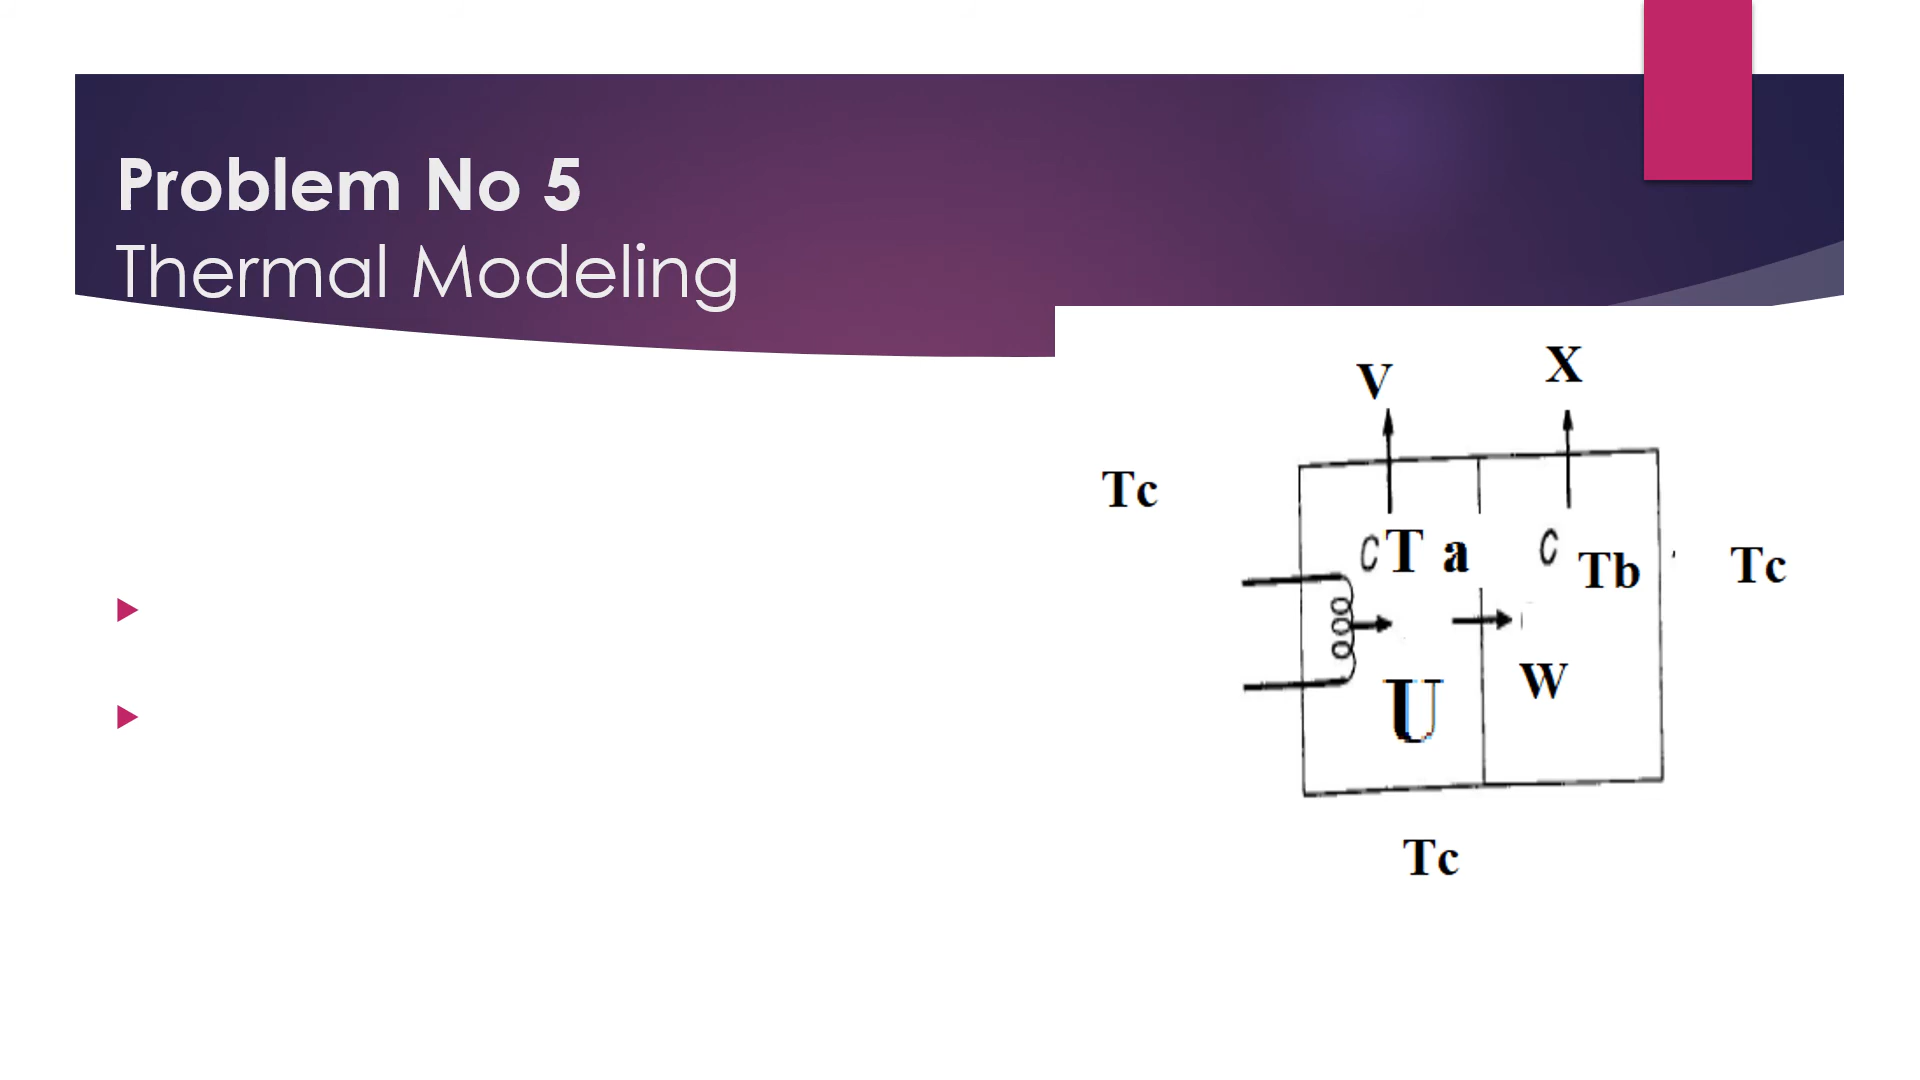 Problem No 5
Thermal Modeling
V
X
Tc
C T a
C Tb
Tc
U
W
Tc